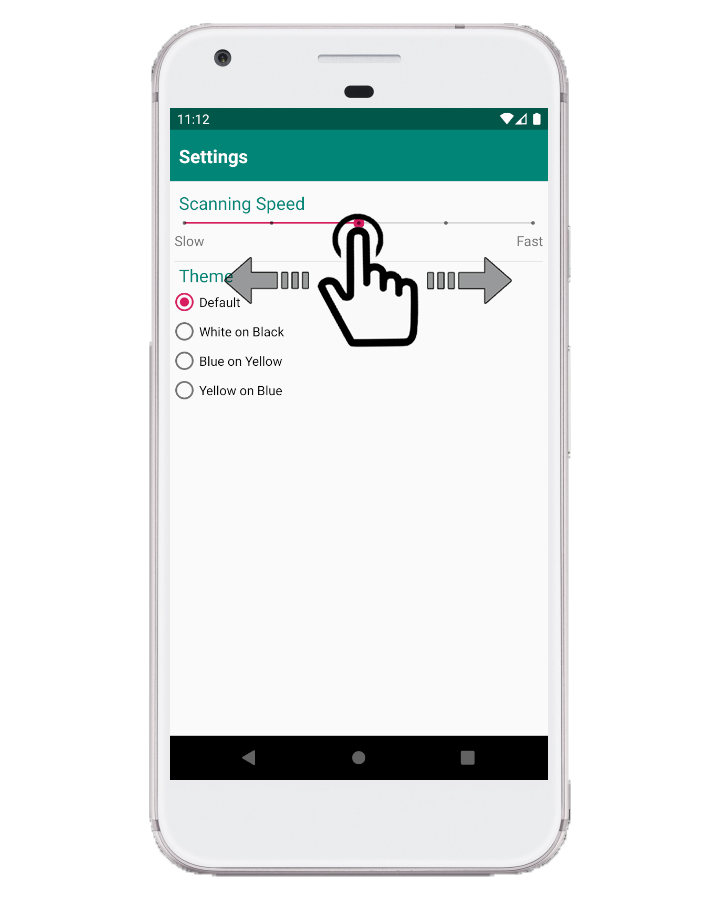 11:12
Settings
Scanning Speed
Slow Fast
Theme
Default
White on Black
Blue on Yellow
Yellow on Blue